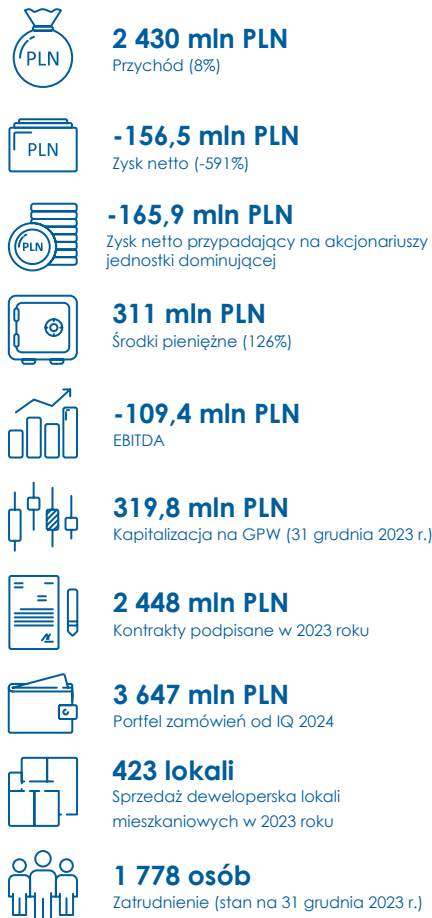 PLN
2 430 mln PLN
Przychód (8%)
PLN
-156,5 mln PLN
Zysk netto (-591%)
PLN
-165,9 mln PLN
Zysk netto przypadający na akcjonariuszy
jednostki dominującej
311 mln PLN
Środki pieniężne (126%)
-109,4 mln PLN
EBITDA
319,8 mln PLN
Kapitalizacja na GPW (31 grudnia 2023 r.)
2 448 mln PLN
Kontrakty podpisane w 2023 roku
3 647 mln PLN
Portfel zamówień od IQ 2024
423 lokali
Sprzedaż deweloperska lokali
mieszkaniowych w 2023 roku
1 778 osób
Zatrudnienie (stan na 31 grudnia 2023 r.)